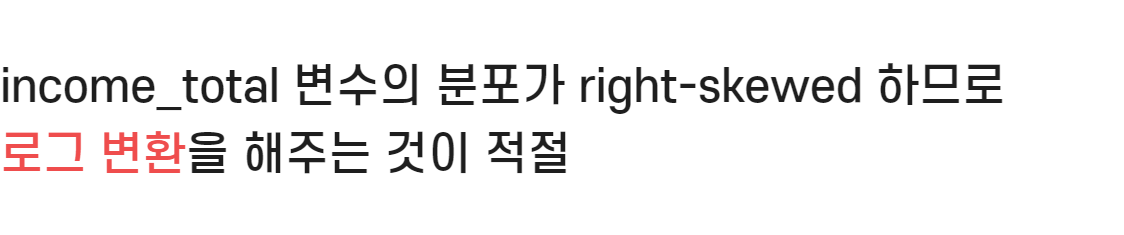 income_total 변수의 분포가 right-skewed 하므로
로그 변환을 해주는 것이 적절